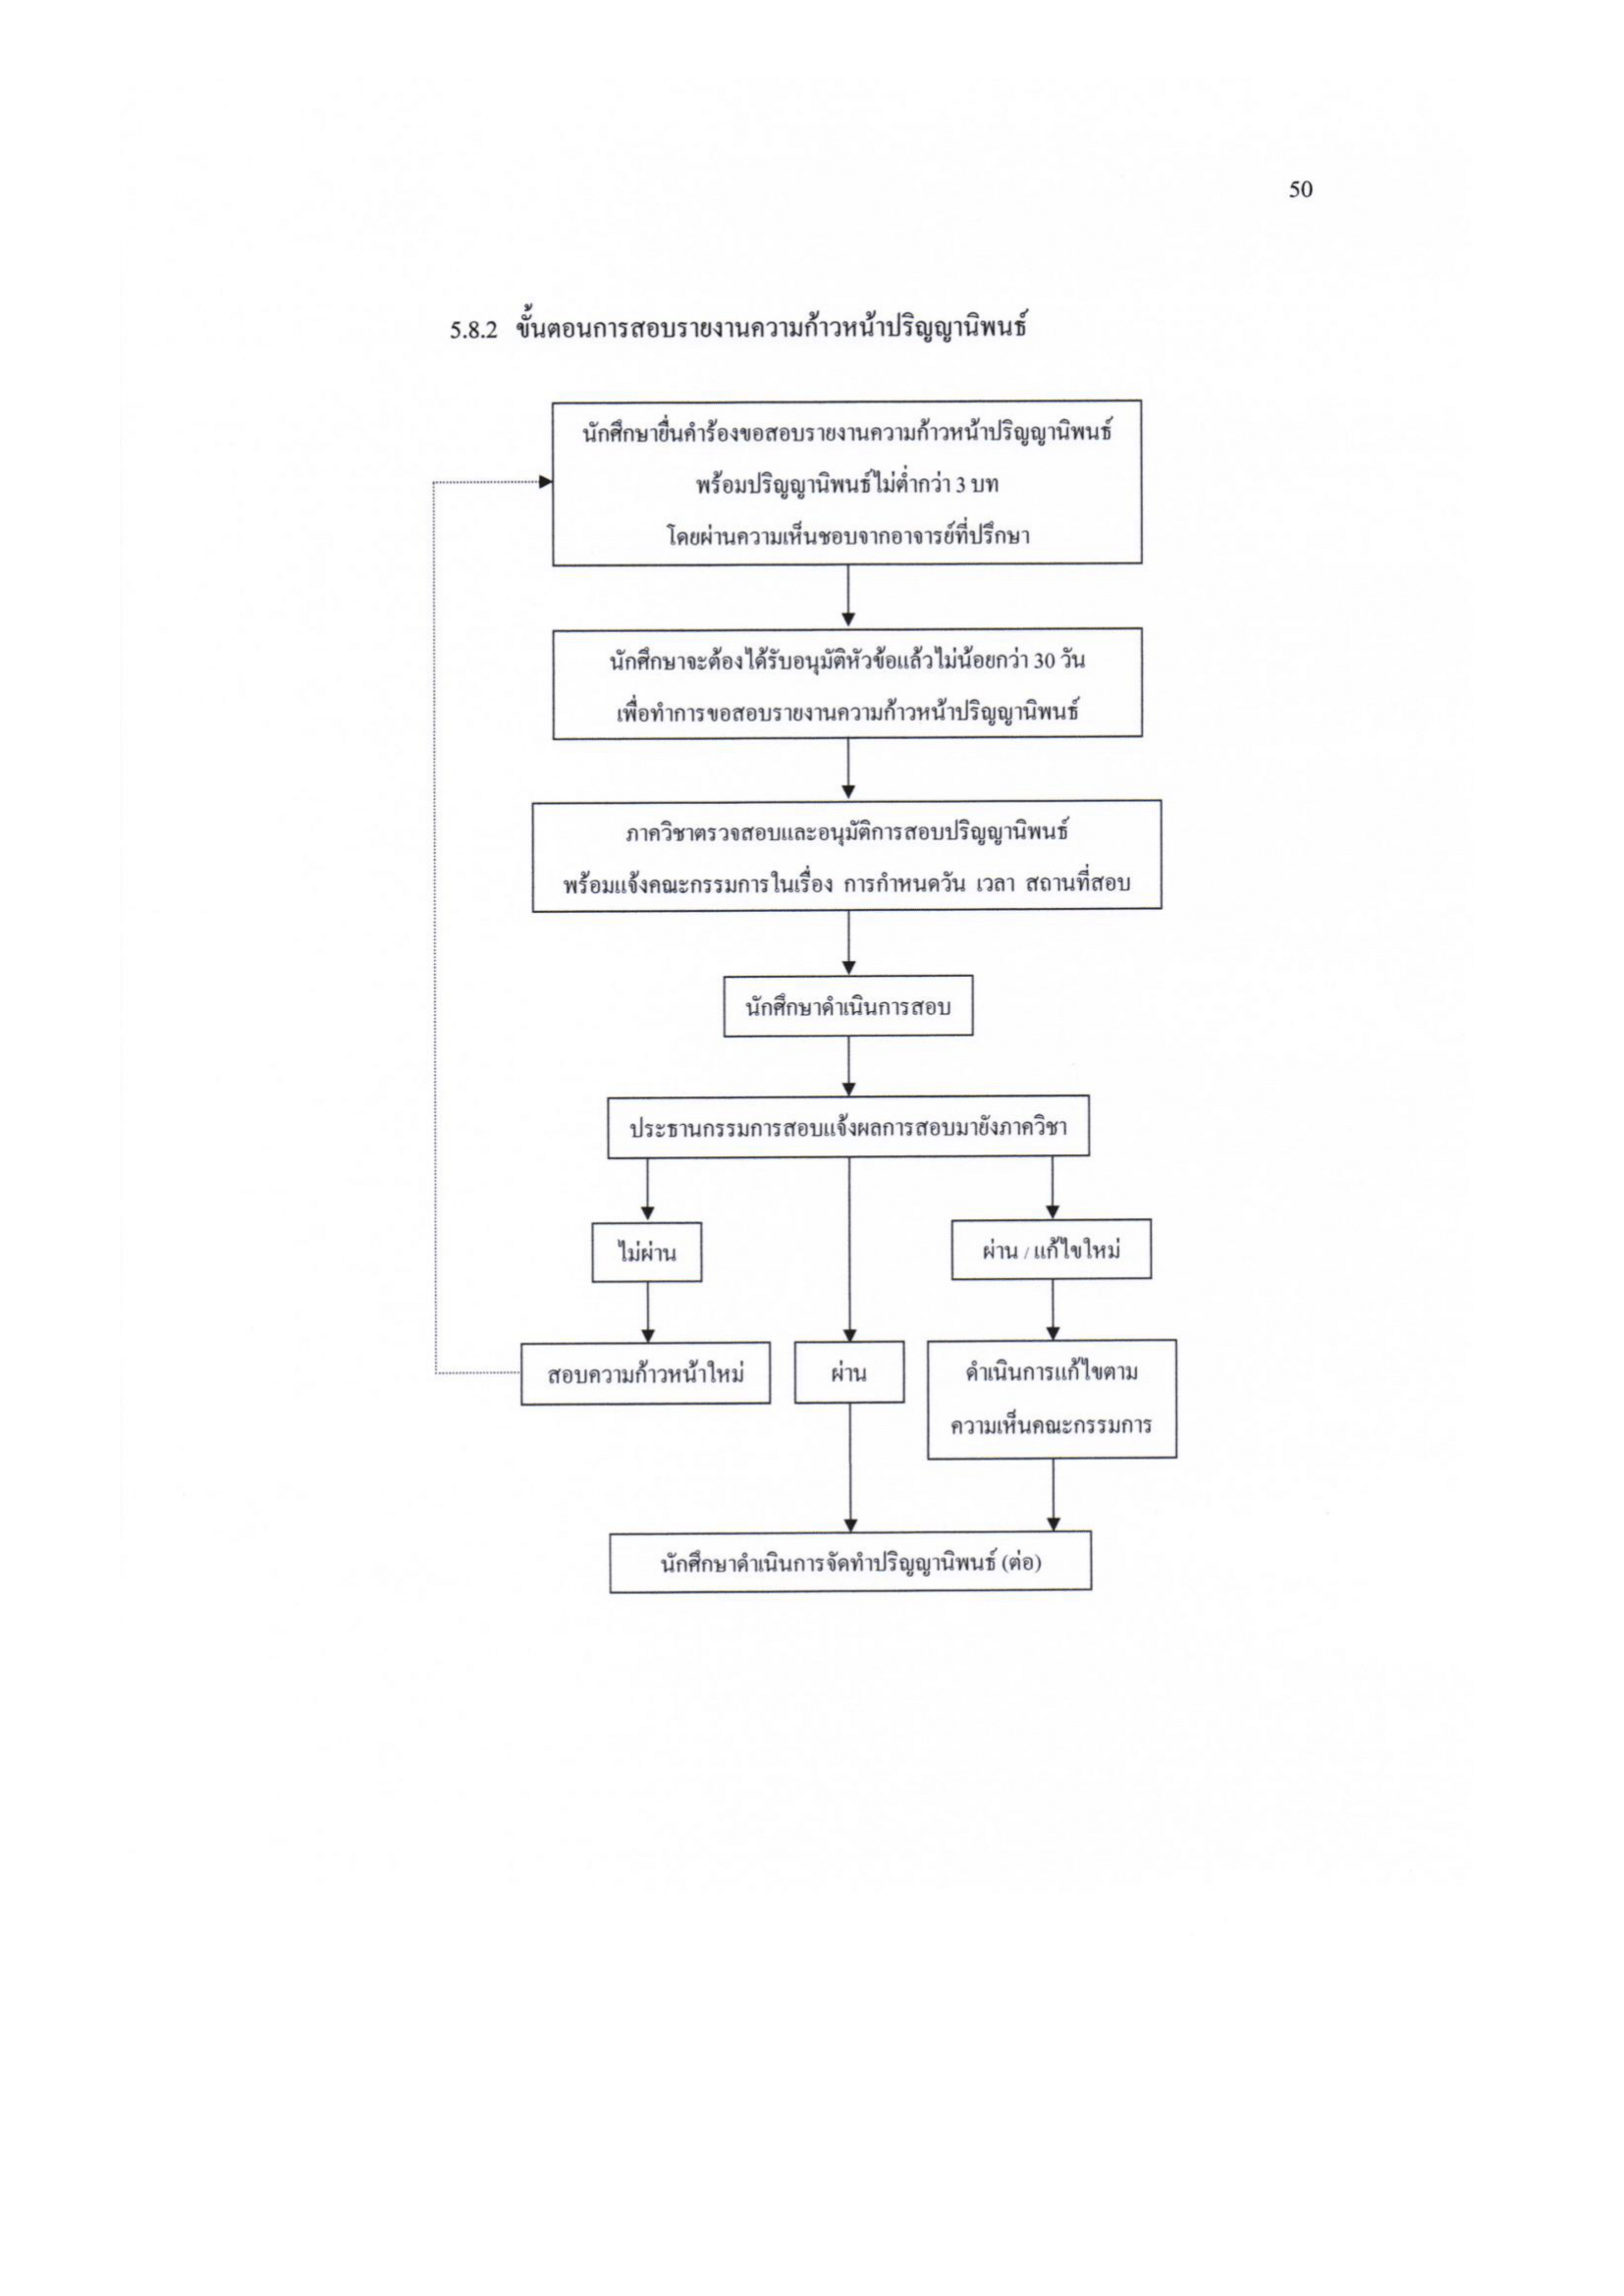 50
5.8.2 ขั้นตอนการสอบรายงานความก้าวหน้าปริญญานิพนธ์
นักศึกษายื่นคำร้องขอสอบรายงานความก้าวหน้าปริญญานิพนธ์
พร้อมปริญญานิพนธ์ไม่ต่ำกว่า 3 บท
โดยผ่านความเห็นชอบจากอาจารย์ที่ปรึกษา
นักศึกษาจะต้องได้รับอนุมัติหัวข้อแล้วไม่น้อยกว่า 30 วัน
เพื่อทำการขอสอบรายงานความก้าวหน้าปริญญานิพนธ์
ภาควิชาตรวจสอบและอนุมัติการสอบปริญญานิพนธ์
พร้อมแจ้งคณะกรรมการในเรื่อง การกำหนดวัน เวลา สถานที่สอบ
นักศึกษาดำเนินการสอบ
ประธานกรรมการสอบแจ้งผลการสอบมายังภาควิชา
ไม่ผ่าน
ผ่าน / แก้ไขใหม่
สอบความก้าวหน้าใหม่
ผ่าน
ดำเนินการแก้ไขตาม
ความเห็นคณะกรรมการ
นักศึกษาดำเนินการจัดทำปริญญานิพนธ์ (ต่อ)